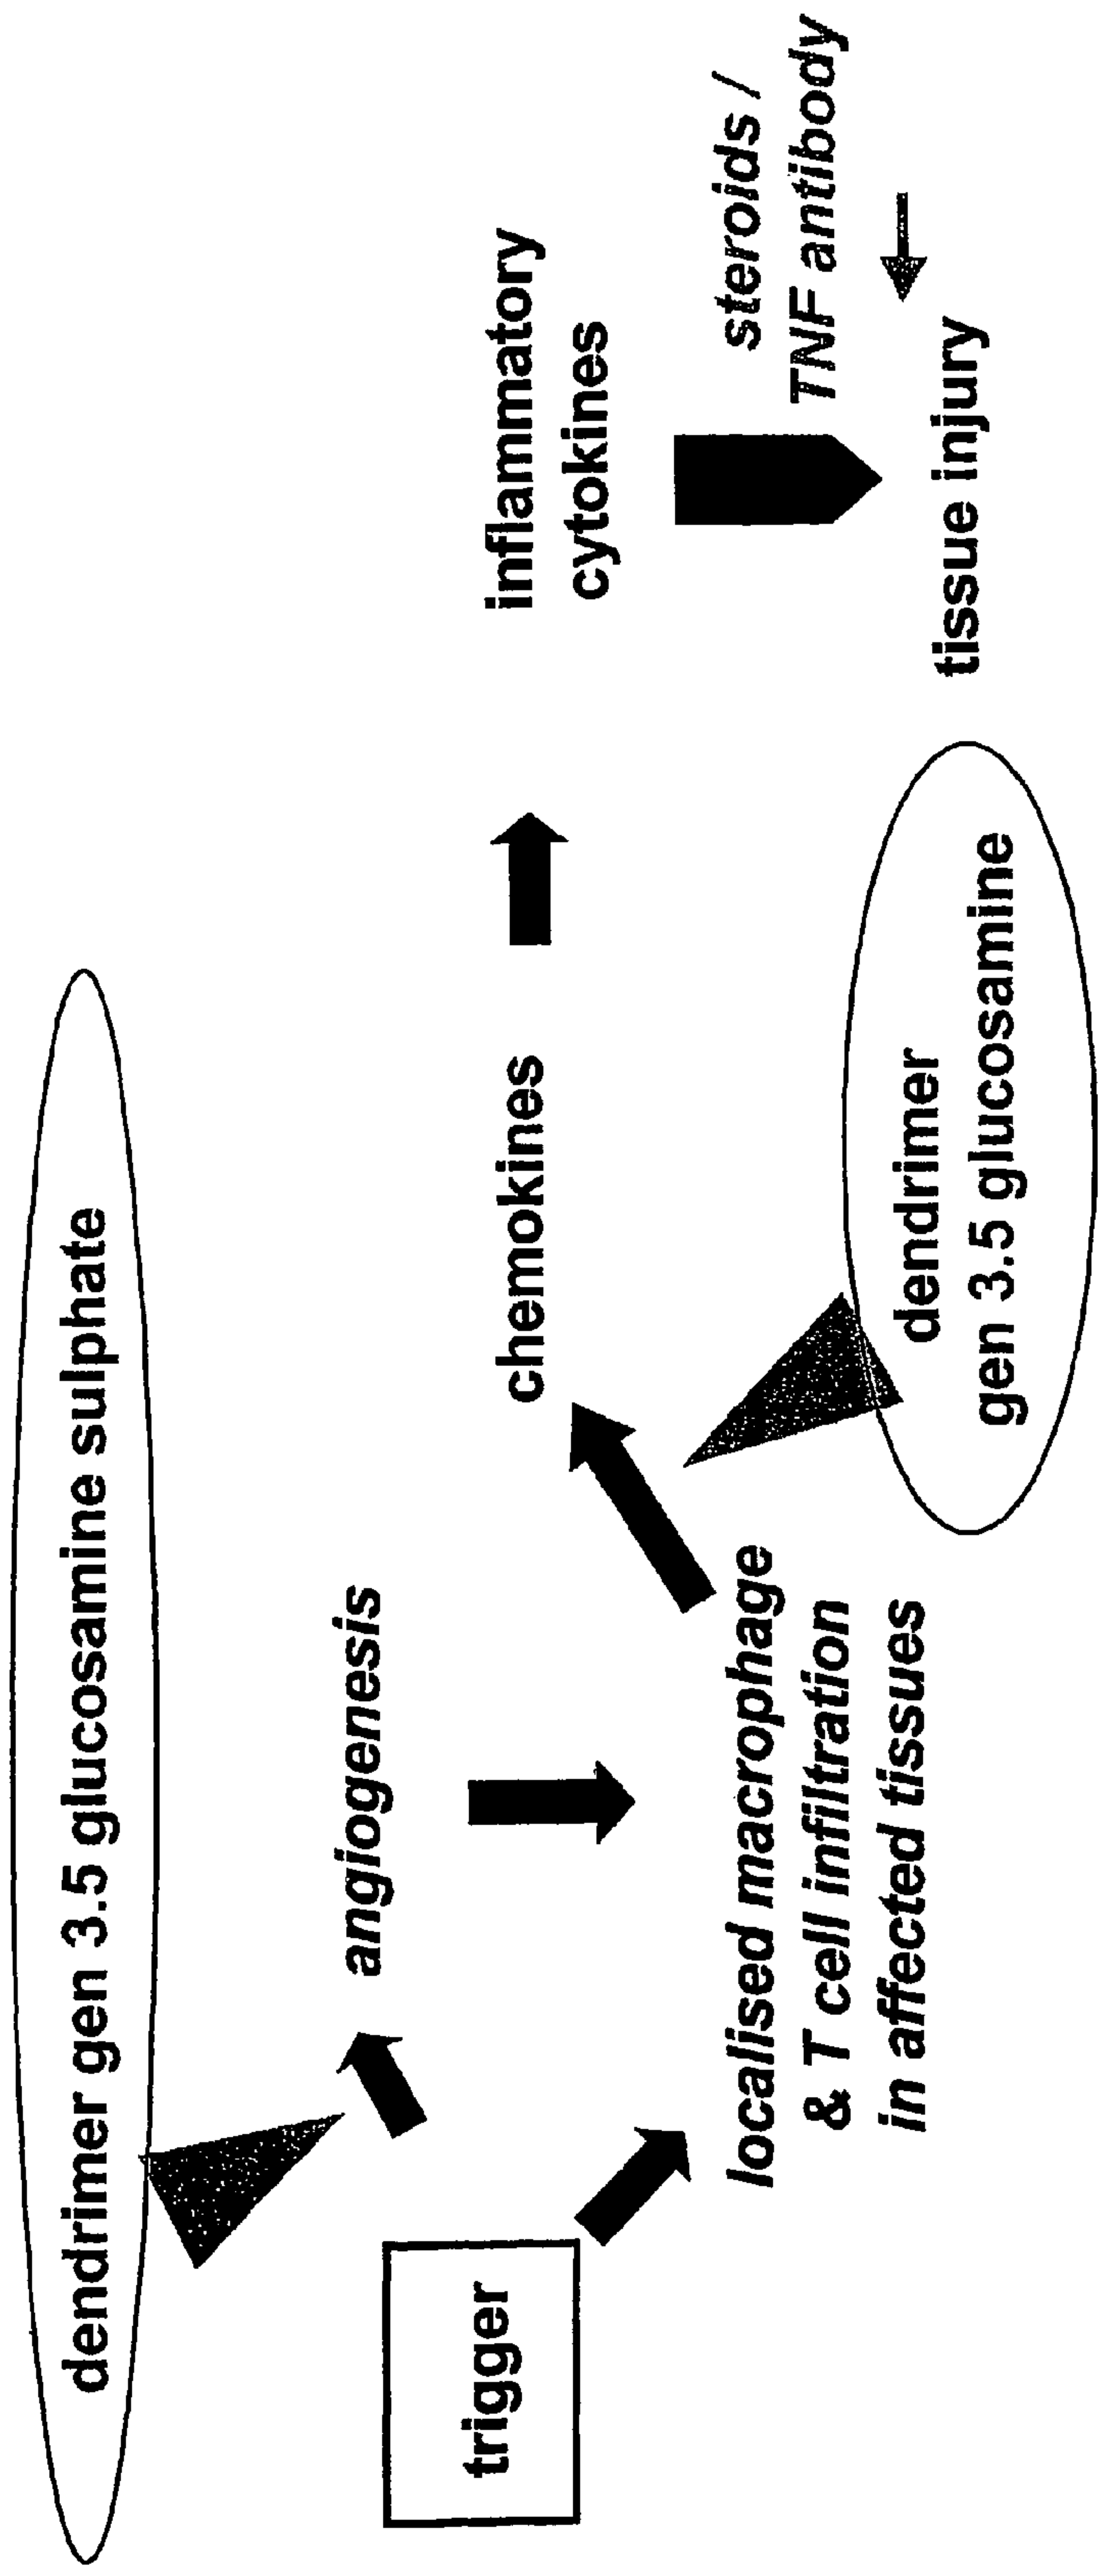 dendrimer gen 3.5 glucosamine sulphate
angiogenesis
trigger
localised macrophage
& T cell infiltration
in affected tissues
chemokines
dendrimer
gen 3.5 glucosamine
inflammatory
cytokines
steroids /
TNF antibody
tissue injury